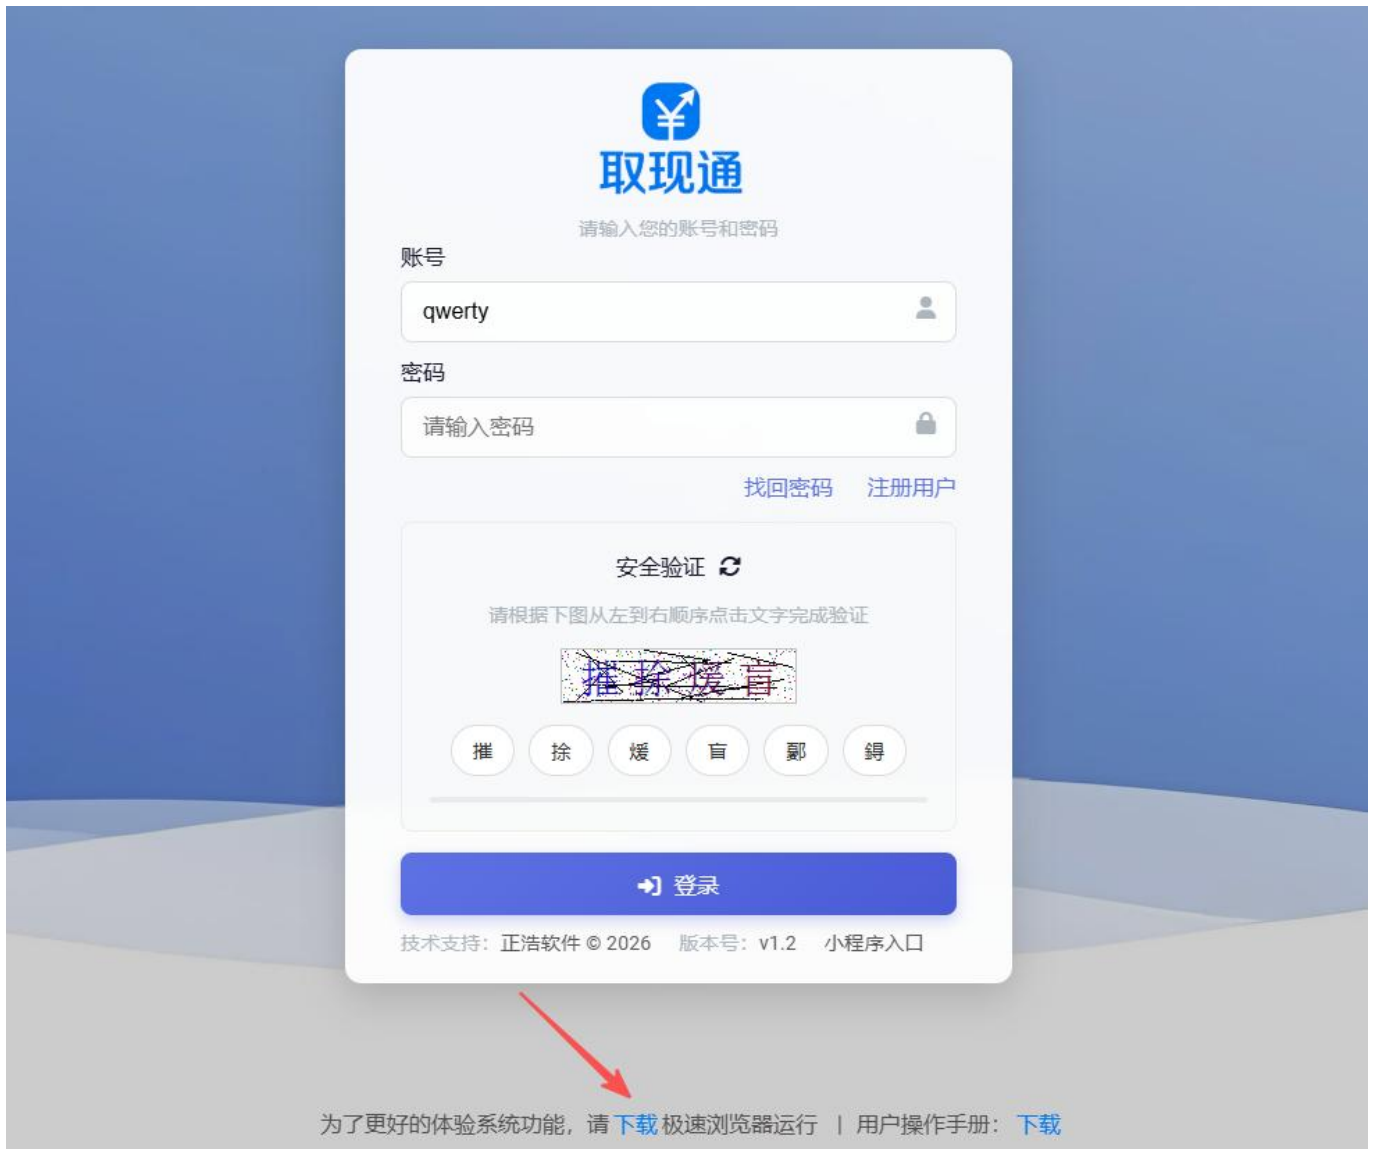 取现通
请输入您的账号和密码
账号
qwerty
密码
请输入密码
找回密码 注册用户
安全验证
请根据下图从左到右顺序点击文字完成验证
摧捈煖盲
摧 捈 煖 盲 鄾 鍀
登录
技术支持：正浩软件 © 2026 版本号：v1.2 小程序入口
为了更好的体验系统功能，请下载极速浏览器运行 | 用户操作手册：下载